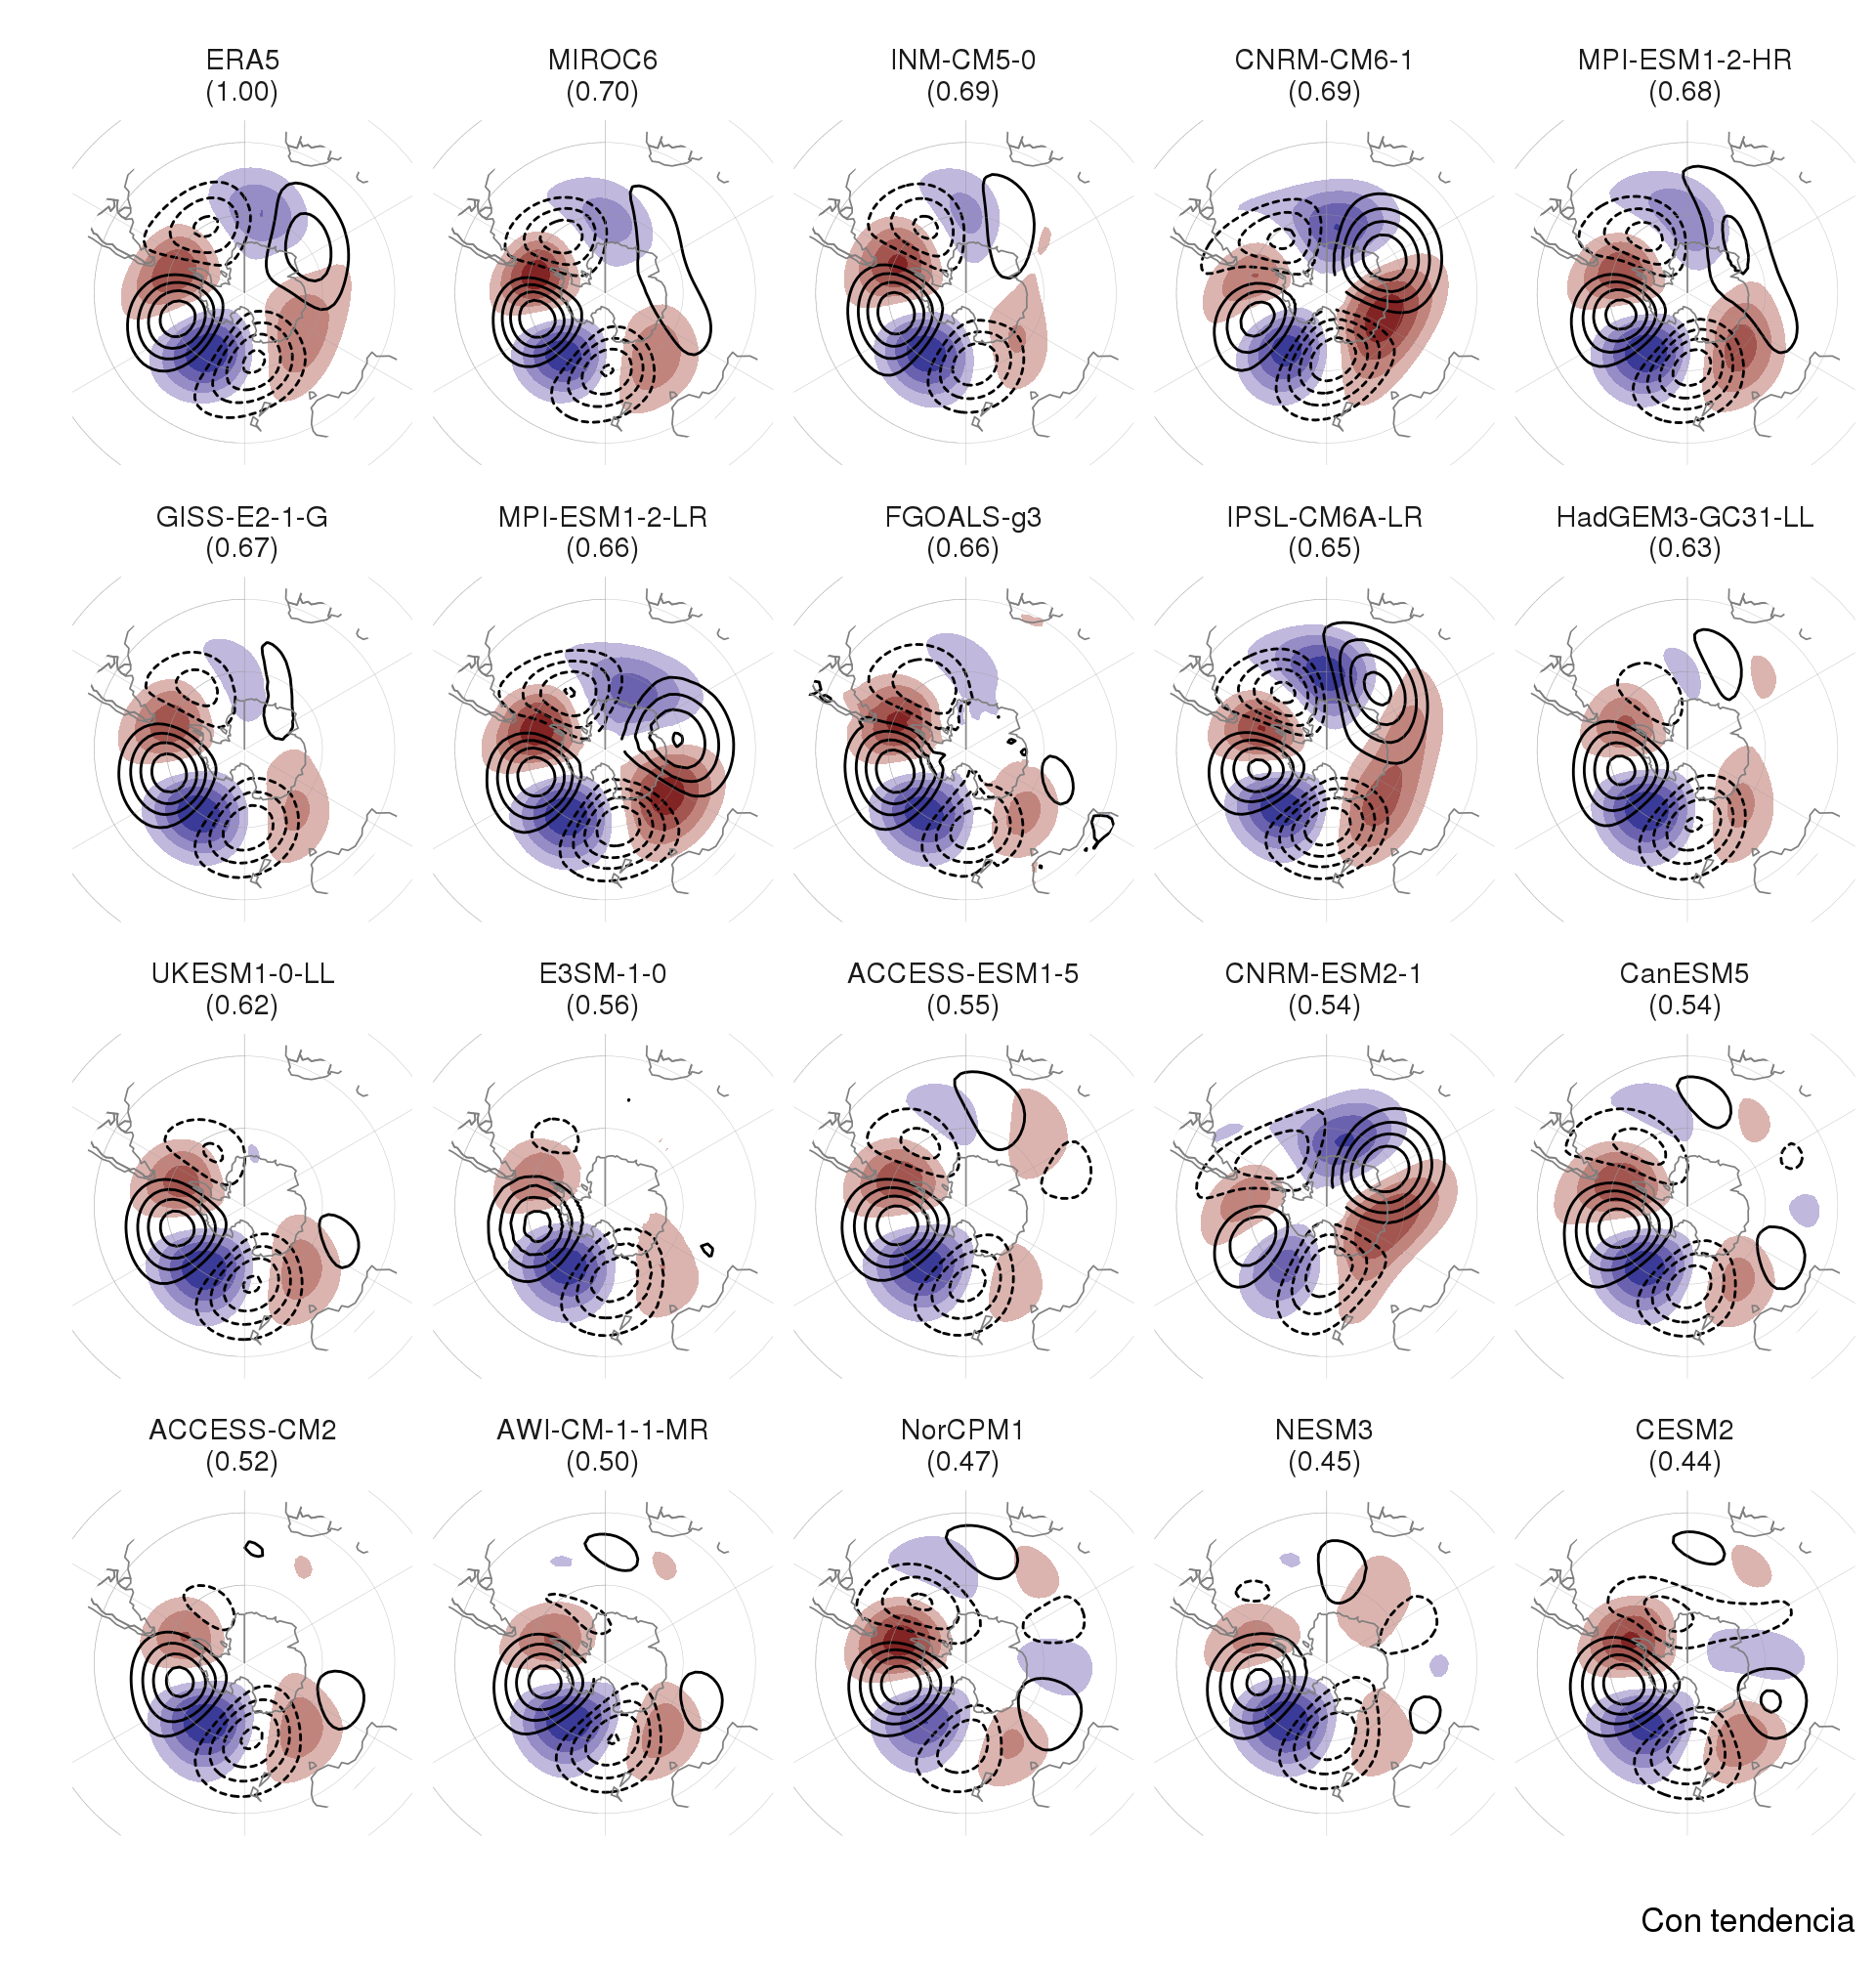 ERA5
(1.00)
MIROC6
(0.70)
INM-CM5-0
(0.69)
CNRM-CM6-1
(0.69)
MPI-ESM1-2-HR
(0.68)
GISS-E2-1-G
(0.67)
MPI-ESM1-2-LR
(0.66)
FGOALS-g3
(0.66)
IPSL-CM6A-LR
(0.65)
HadGEM3-GC31-LL
(0.63)
UKESM1-0-LL
(0.62)
E3SM-1-0
(0.56)
ACCESS-ESM1-5
(0.55)
CNRM-ESM2-1
(0.54)
CanESM5
(0.54)
ACCESS-CM2
(0.52)
AWI-CM-1-1-MR
(0.50)
NorCPM1
(0.47)
NESM3
(0.45)
CESM2
(0.44)
Con tendencia